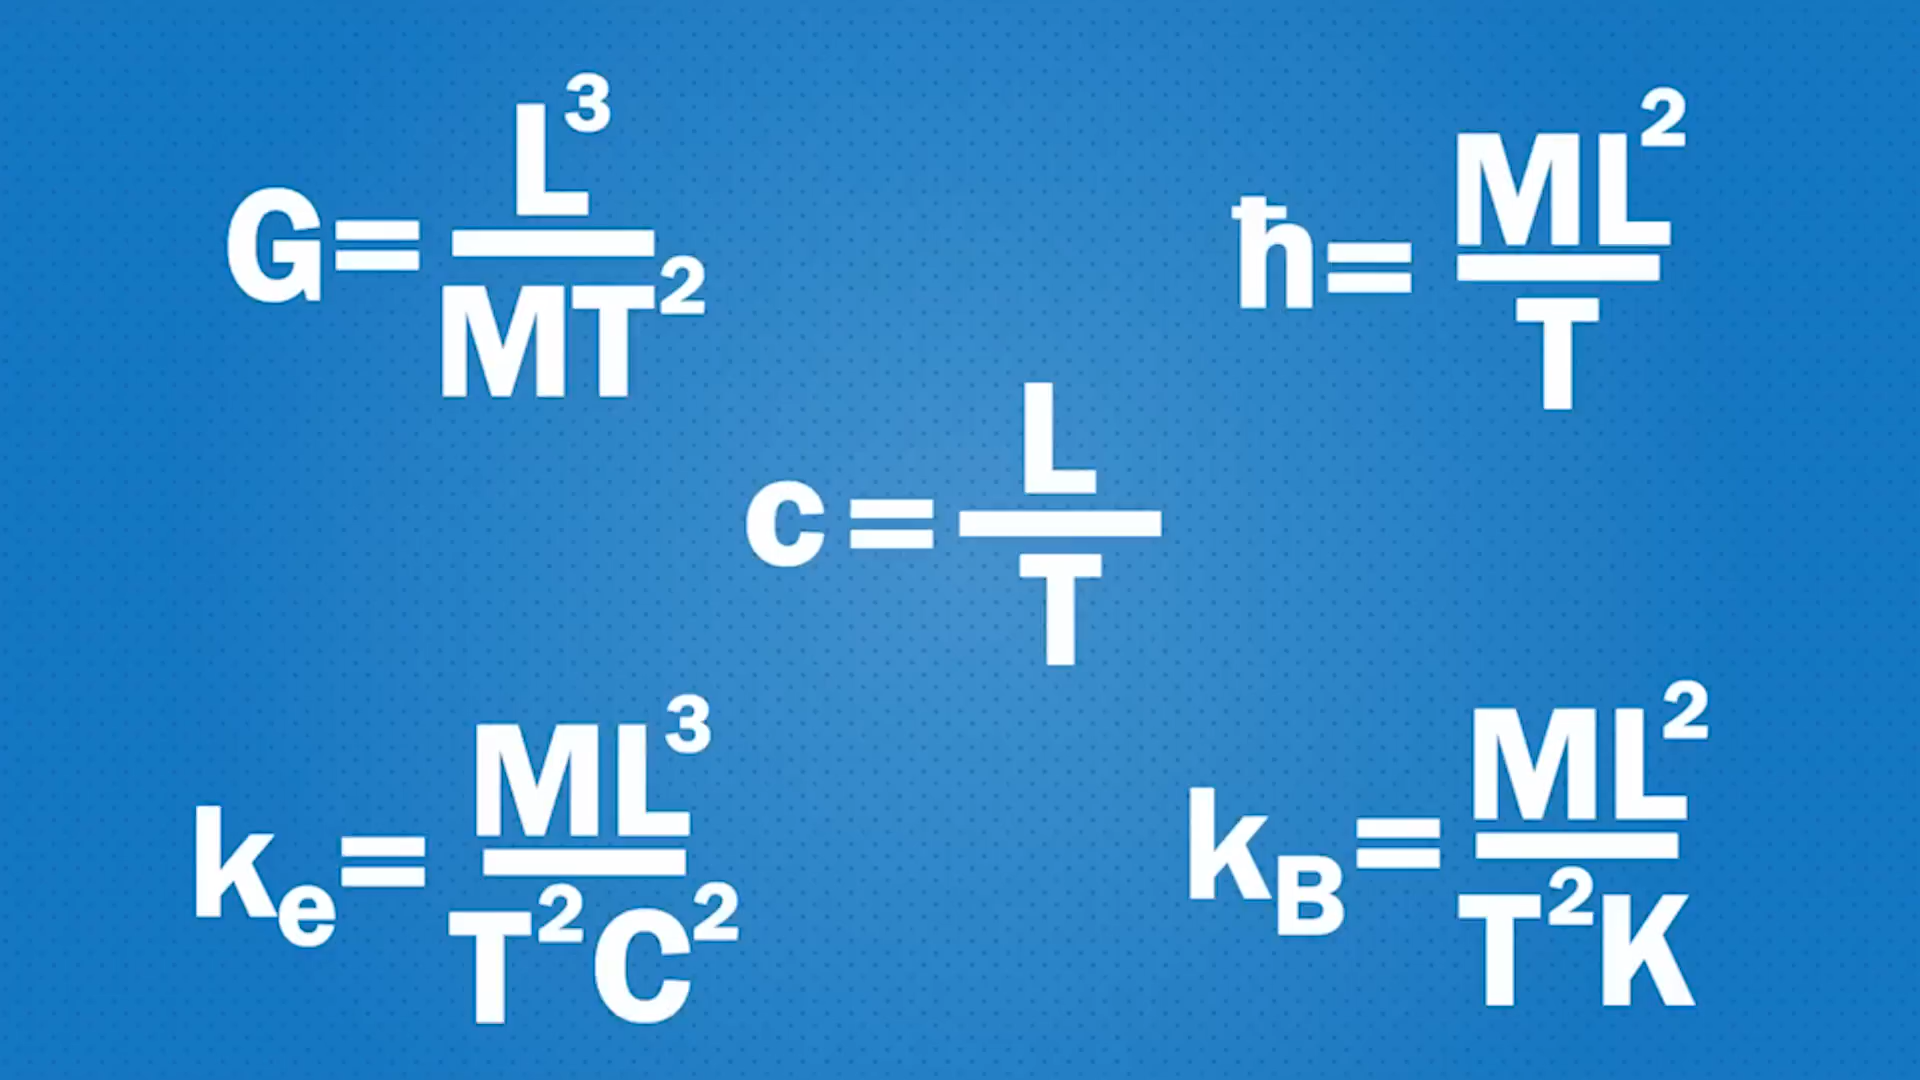 G = L³/MT²
ħ = ML²/T
c = L/T
kₑ = ML³/T²C²
k_B = ML²/T²K